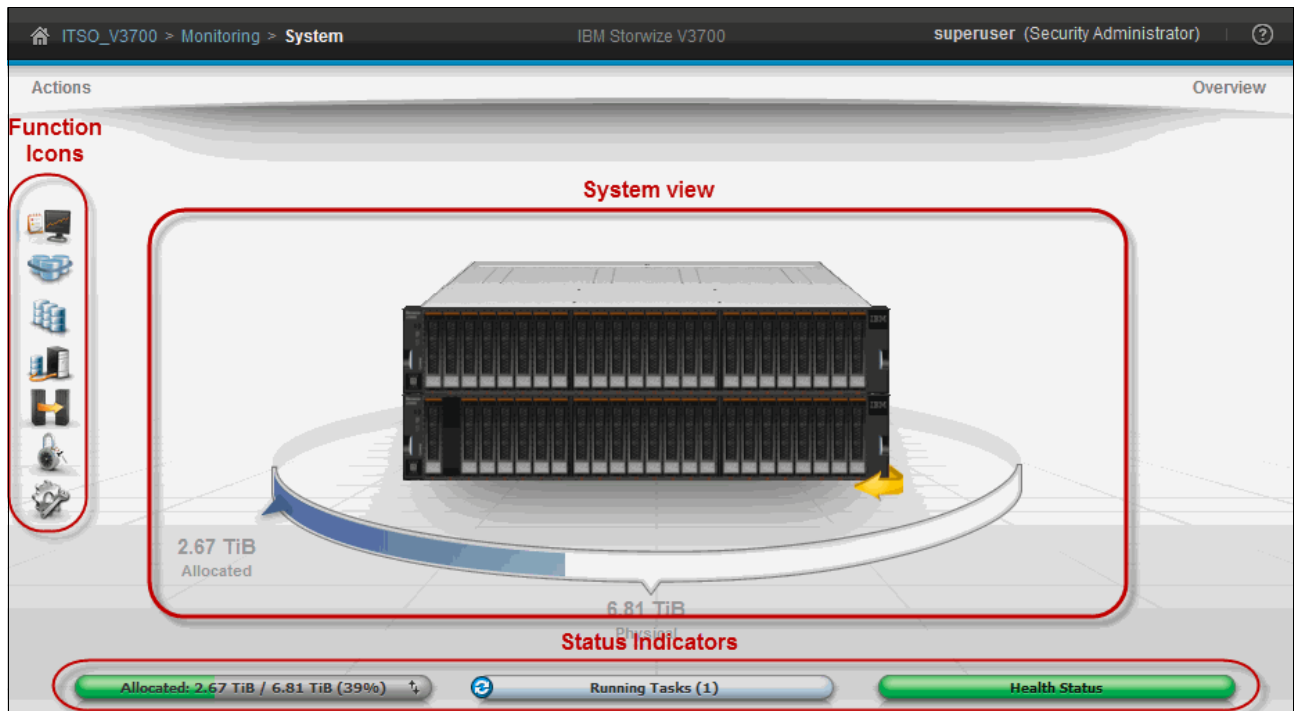 ITSO_V3700 > Monitoring > System
IBM Storwize V3700
superuser (Security Administrator)
?
Actions
Overview
Function
Icons
System view
IBM
IBM
2.67 TiB
Allocated
6.81 TiB
Physical
Status Indicators
Allocated: 2.67 TiB / 6.81 TiB (39%)
Running Tasks (1)
Health Status